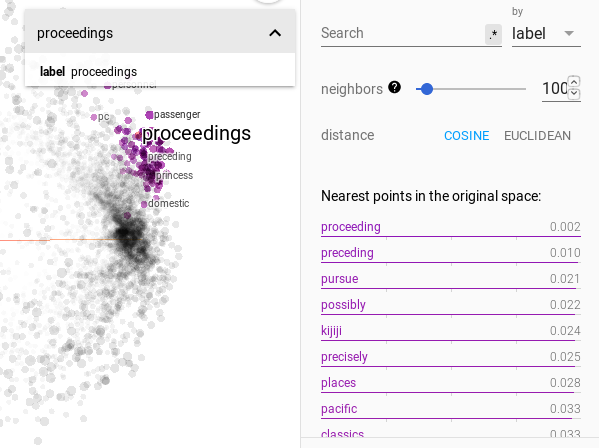 proceedings
label proceedings
personnel
pc
passenger
proceedings
preceding
princess
domestic
by
Search
.*
label
neighbors
?
100
distance
COSINE
EUCLIDEAN
Nearest points in the original space:
proceeding 0.002
preceding 0.010
pursue 0.021
possibly 0.022
kijiji 0.024
precisely 0.025
places 0.028
pacific 0.033
classics 0.033